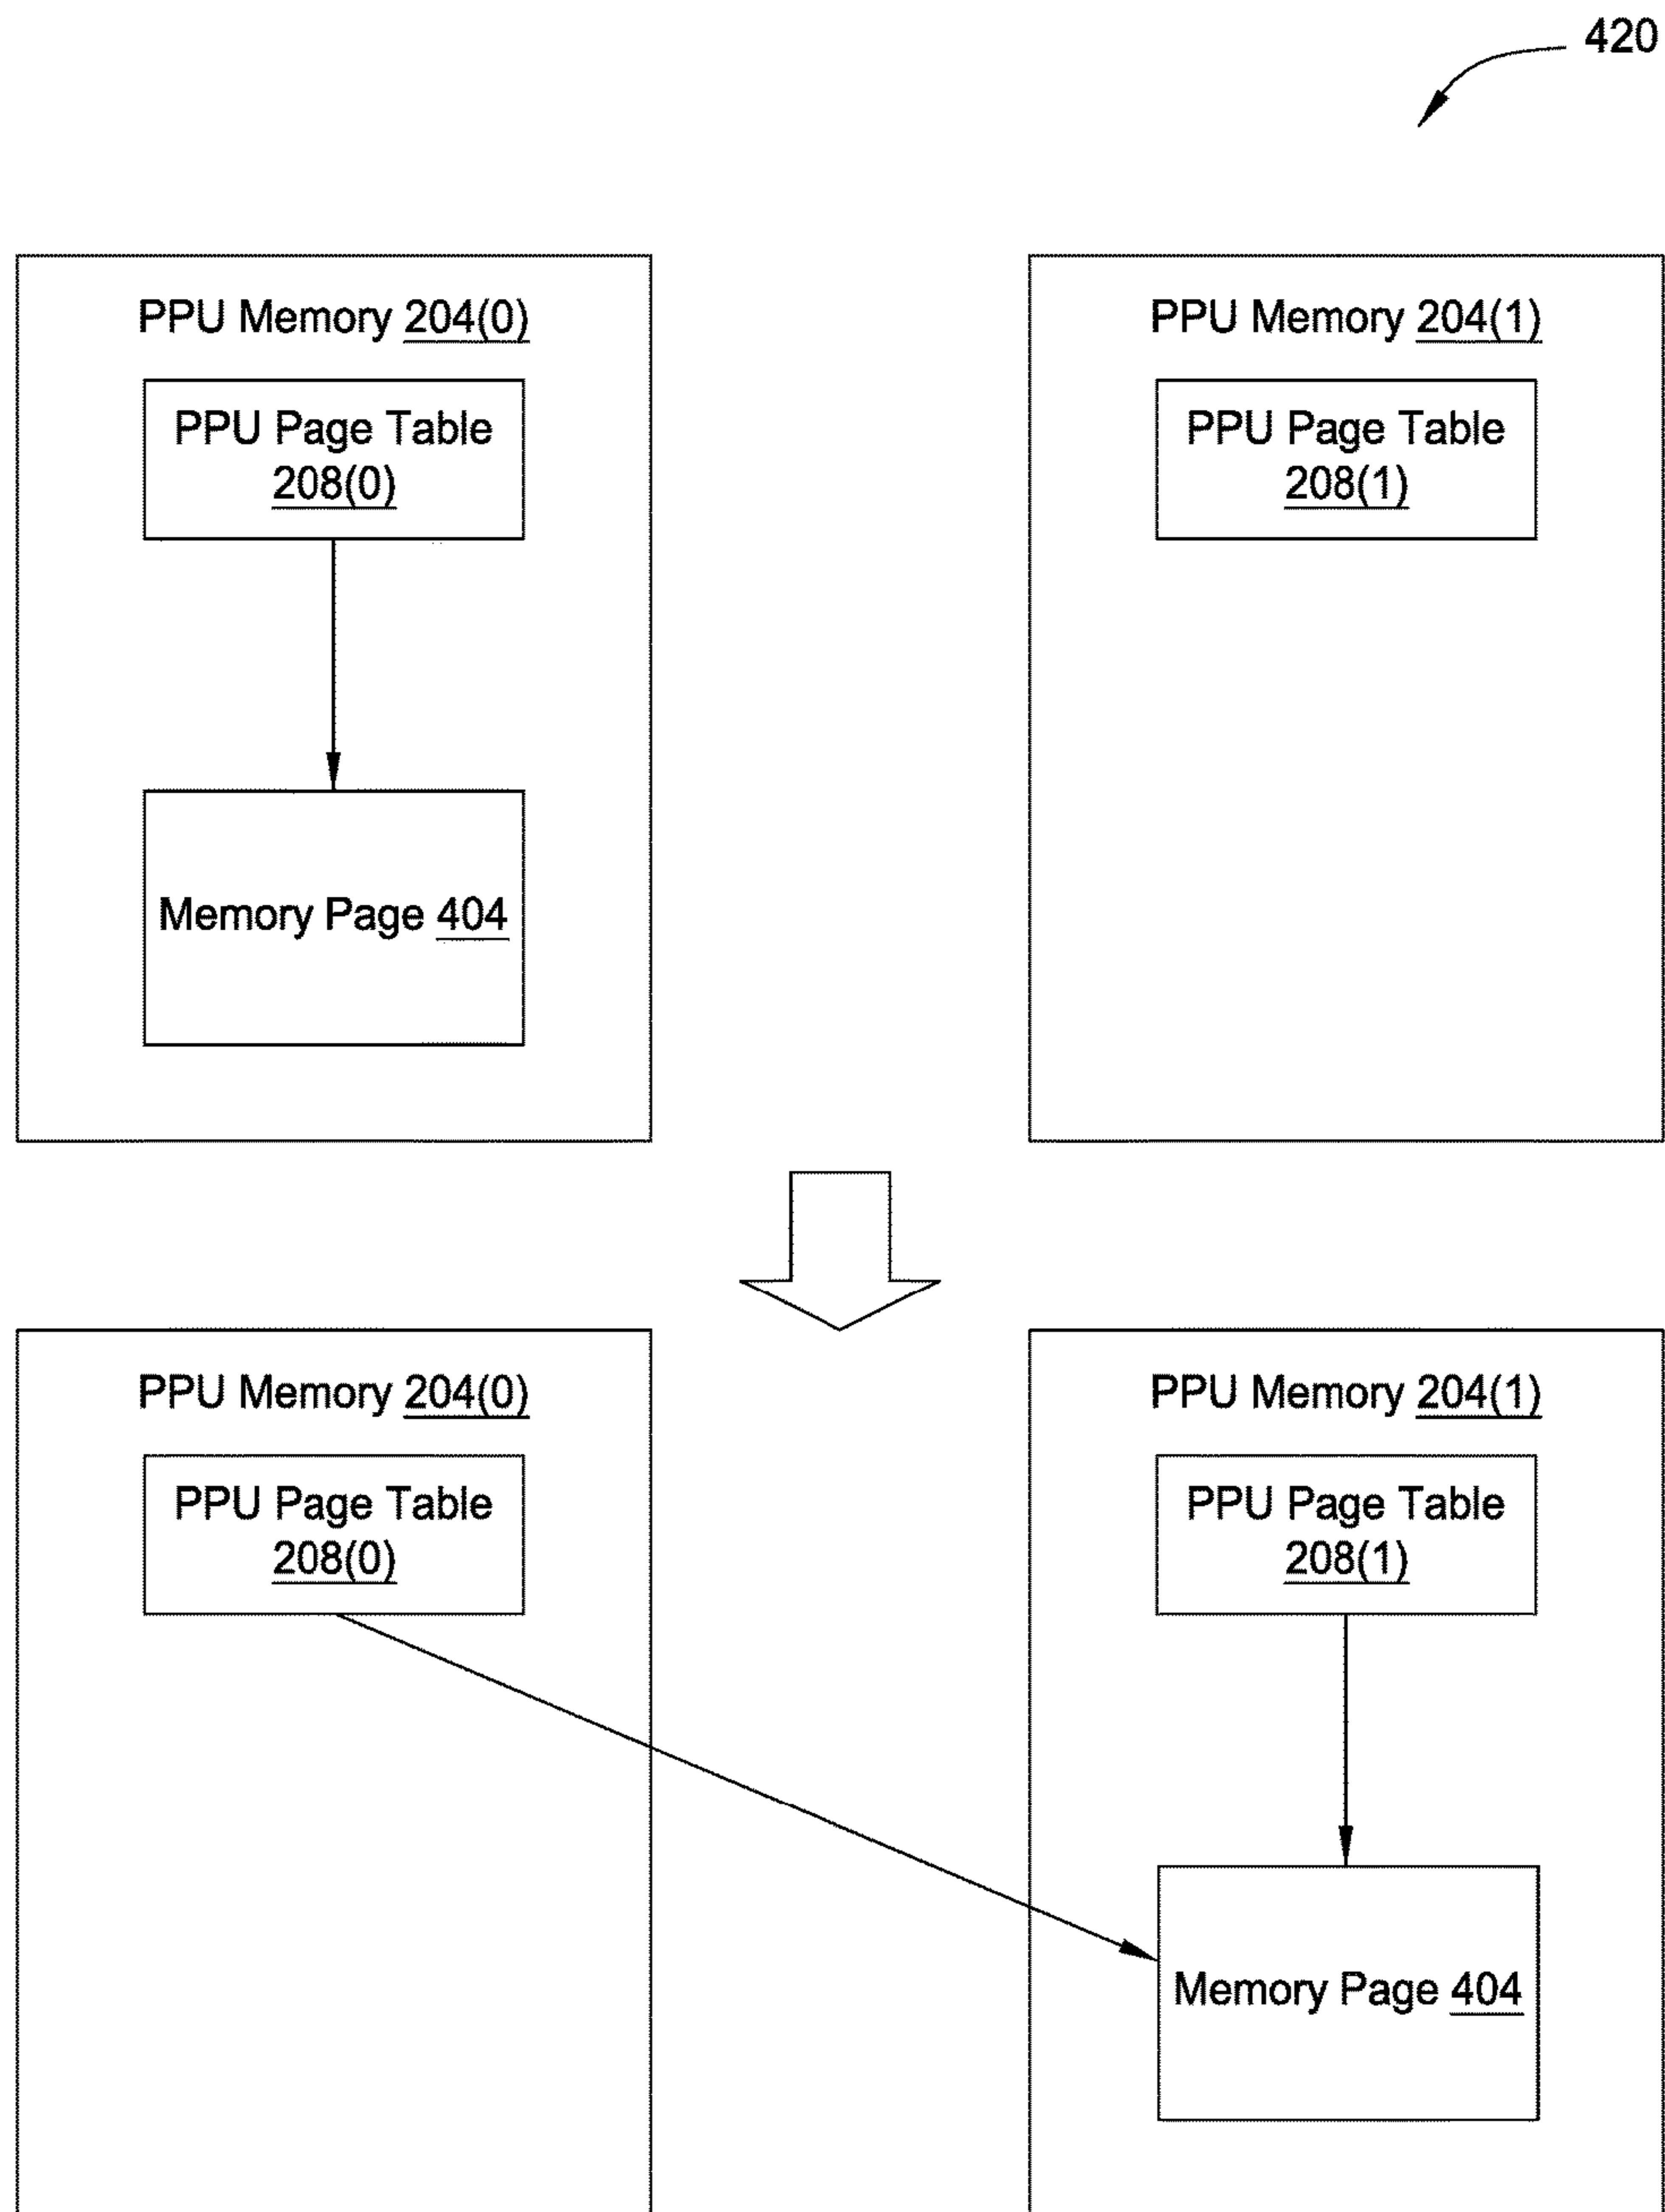 420
PPU Memory 204(0)
PPU Page Table
208(0)
Memory Page 404
PPU Memory 204(1)
PPU Page Table
208(1)
PPU Memory 204(0)
PPU Page Table
208(0)
PPU Memory 204(1)
PPU Page Table
208(1)
Memory Page 404